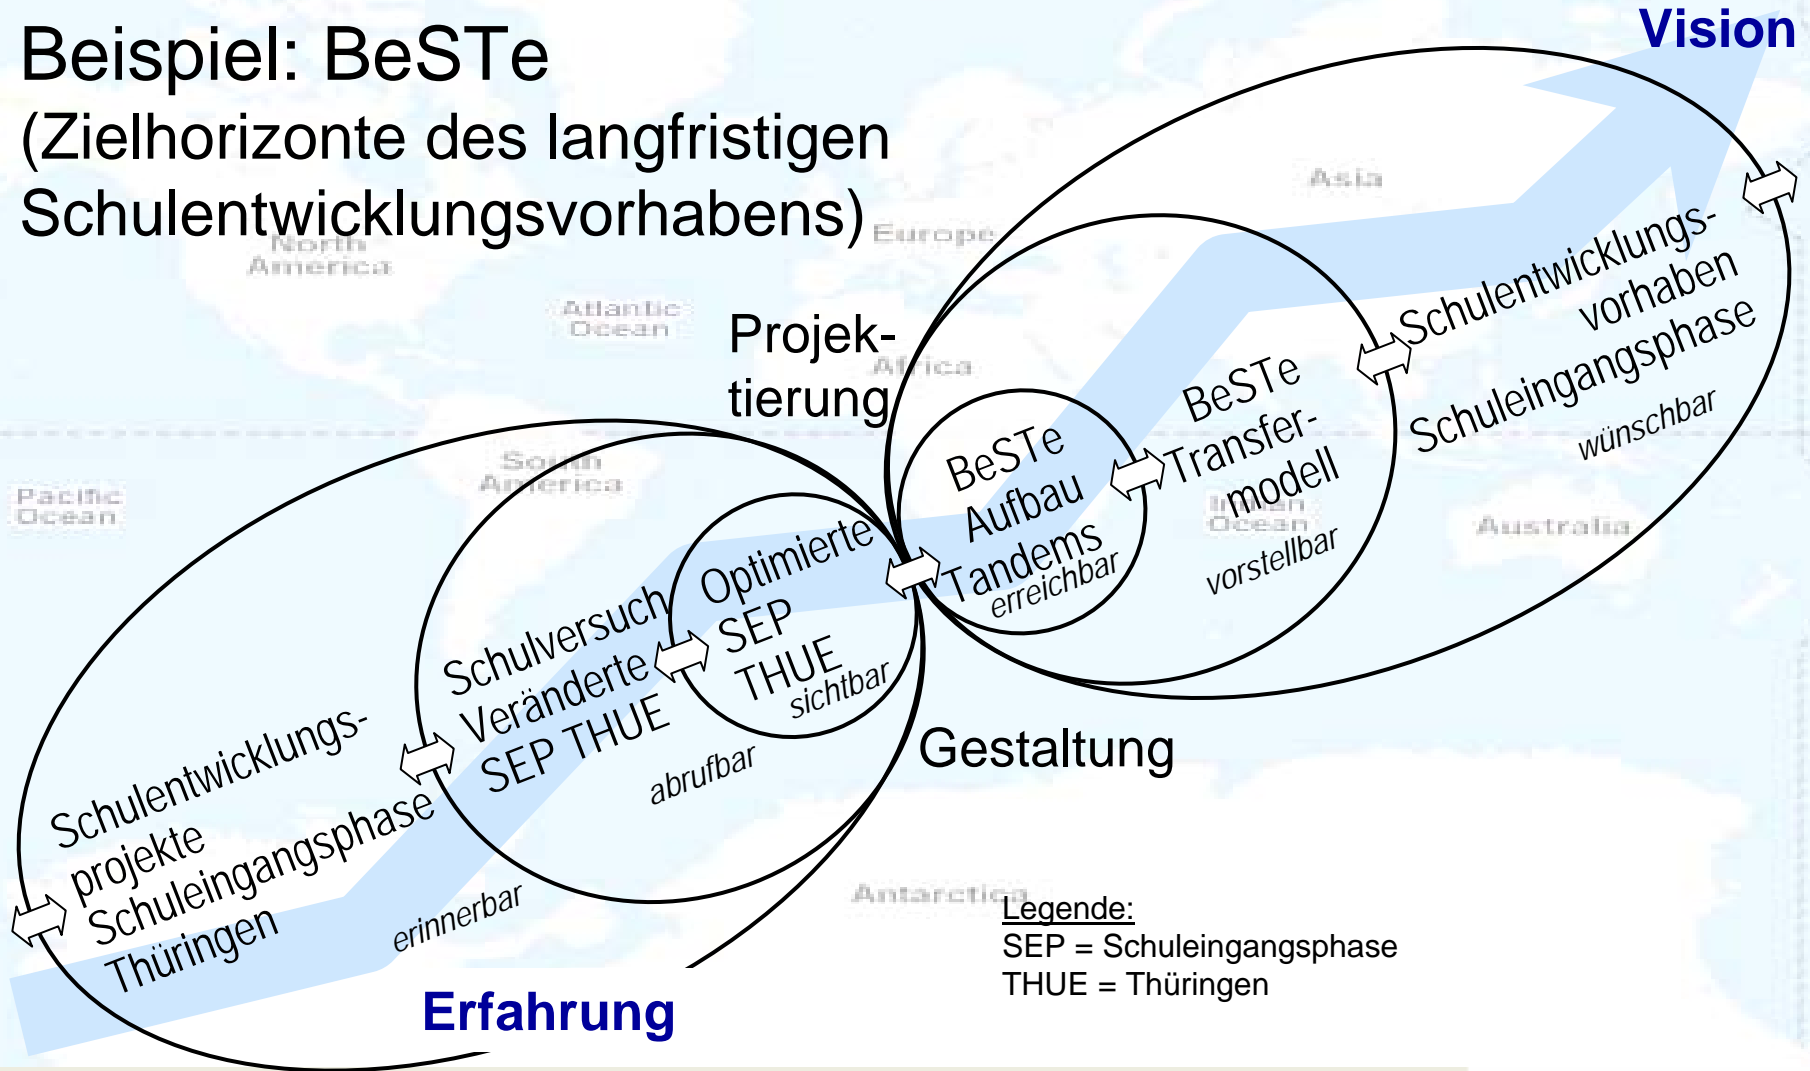 Beispiel: BeSTe
(Zielhorizonte des langfristigen
Schulentwicklungsvorhabens)
Vision
North
America
Atlantic
Ocean
Europe
Asia
Africa
South
America
Pacific
Ocean
Indian
Ocean
Australia
Antarctica
Projek-
tierung
Schulentwicklungs-
vorhaben
Schuleingangsphase
wünschbar
BeSTe
Transfer-
modell
vorstellbar
BeSTe
Aufbau
Tandems
erreichbar
Optimierte
SEP
THUE
sichtbar
Schulversuch
Veränderte
SEP THUE
abrufbar
Schulentwicklungs-
projekte
Schuleingangsphase
Thüringen
erinnerbar
Gestaltung
Erfahrung
Legende:
SEP = Schuleingangsphase
THUE = Thüringen